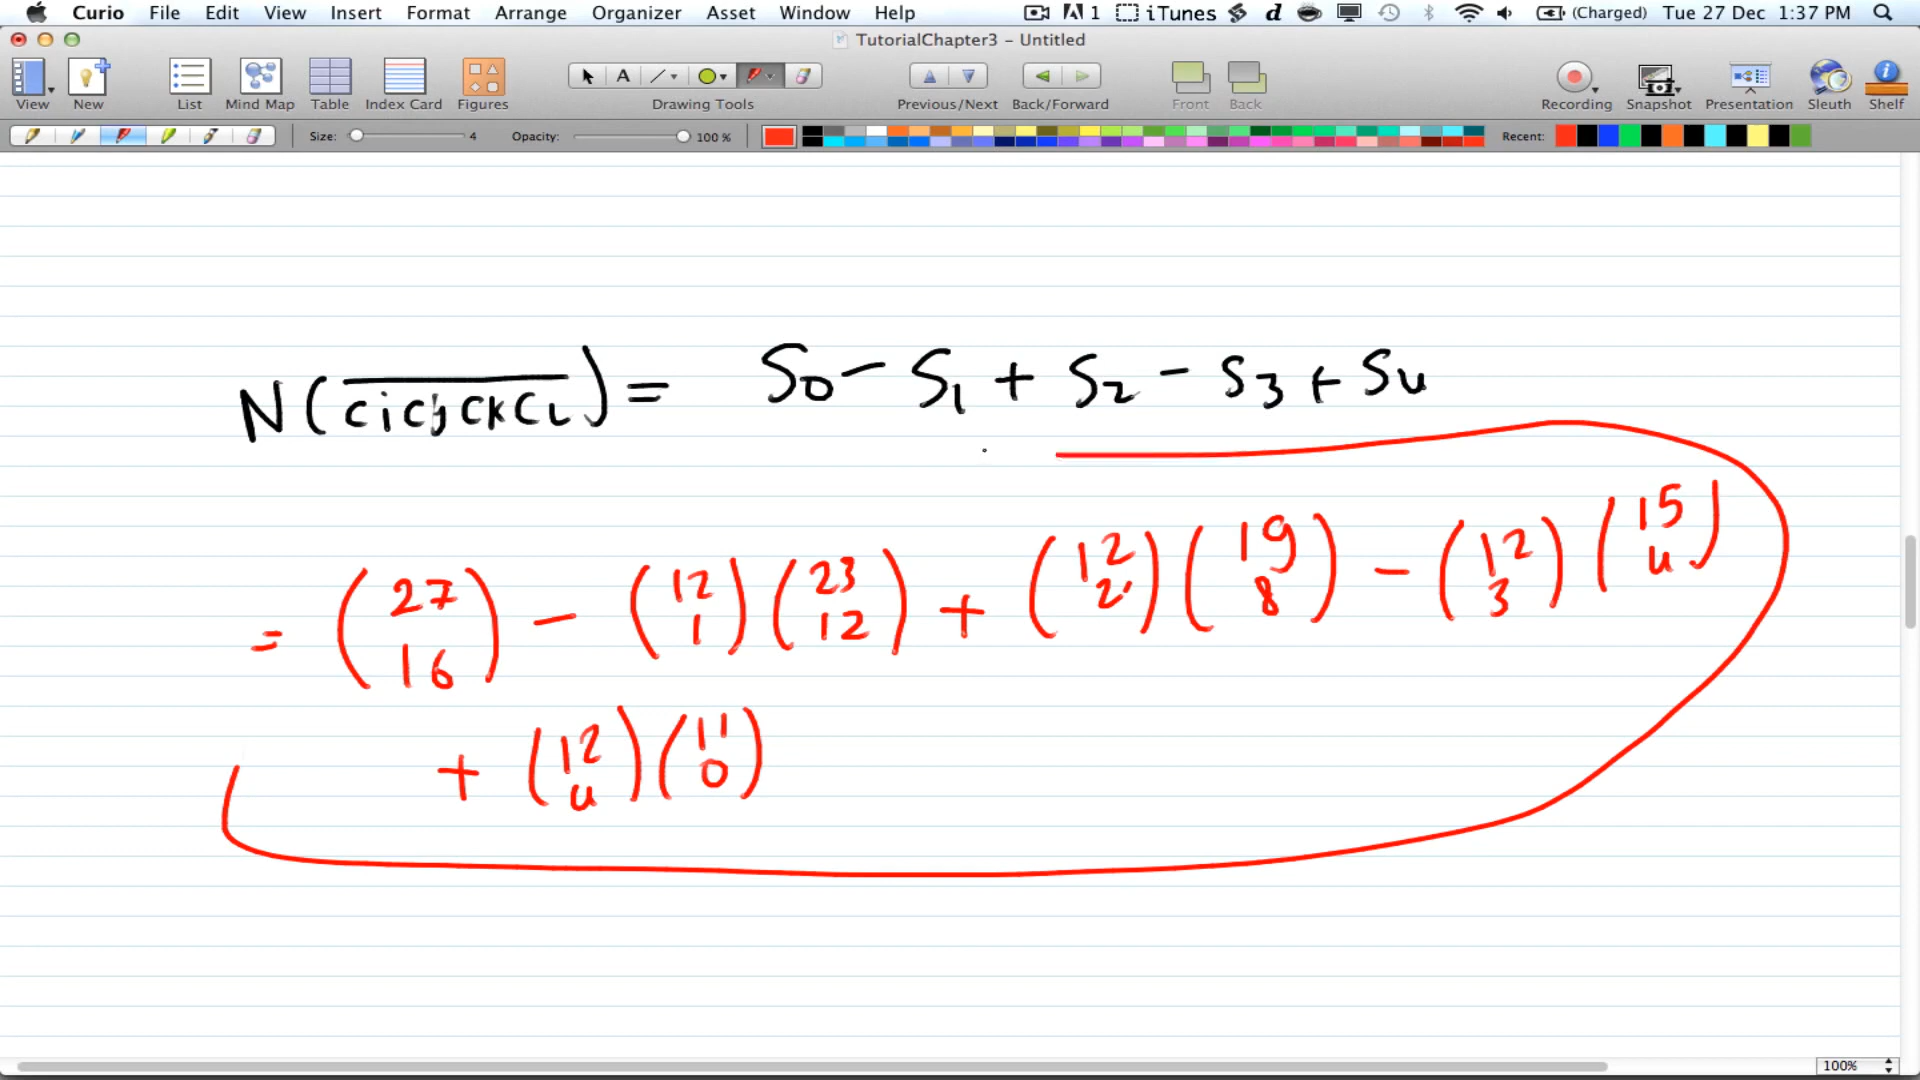 Curio File Edit View Insert Format Arrange Organizer Asset Window Help 1 iTunes d (Charged) Tue 27 Dec 1:37 PM
TutorialChapter3 – Untitled
View New List Mind Map Table Index Card Figures Drawing Tools Previous/Next Back/Forward Front Back Recording Snapshot Presentation Sleuth Shelf
Size: 4 Opacity: 100 % Recent:
N(\overline{CiCjCkCL}) = S0 − S1 + S2 − S3 + S4
= (27 16) − (12 1)(23 12) + (12 2)(19 8) − (12 3)(15 4)
+ (12 4)(11 0)
100%